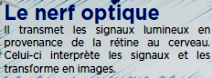 Le nerf optique
Il transmet les signaux lumineux en
provenance de la rétine au cerveau.
Celui-ci interprète les signaux et les
transforme en images.